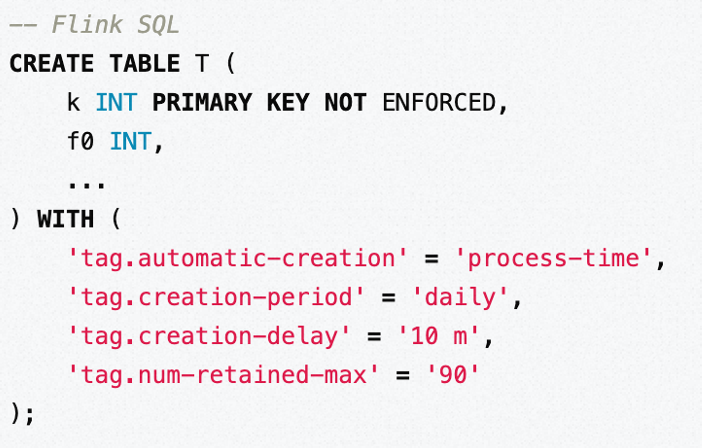 -- Flink SQL
CREATE TABLE T (
    k INT PRIMARY KEY NOT ENFORCED,
    f0 INT,
    ...
) WITH (
    'tag.automatic-creation' = 'process-time',
    'tag.creation-period' = 'daily',
    'tag.creation-delay' = '10 m',
    'tag.num-retained-max' = '90'
);